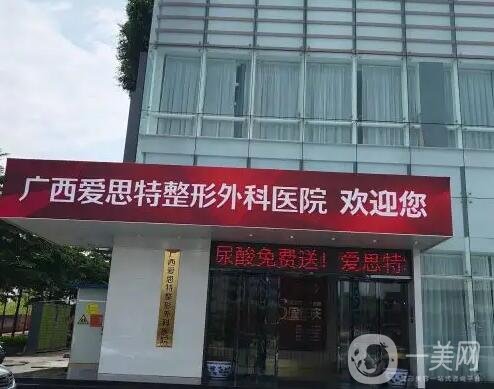 广西爱思特整形外科医院 欢迎您
尿酸免费送！爱思特
广西爱思特整形外科医院
一美网